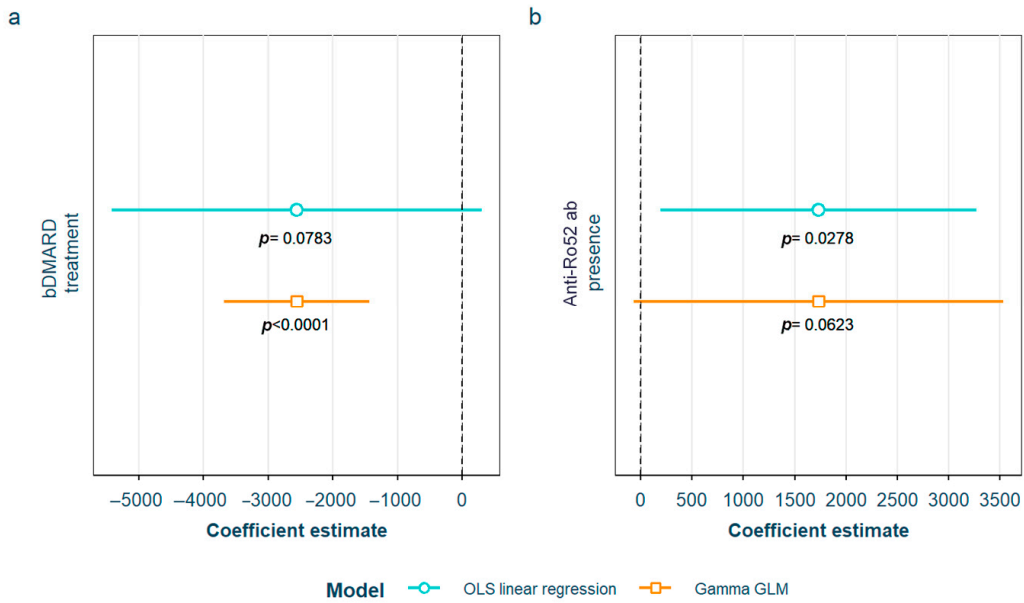 a
b
bDMARD
treatment
p= 0.0783
p<0.0001
−5000 −4000 −3000 −2000 −1000 0
Coefficient estimate
Anti-Ro52 ab
presence
p= 0.0278
p= 0.0623
0 500 1000 1500 2000 2500 3000 3500
Coefficient estimate
Model OLS linear regression Gamma GLM